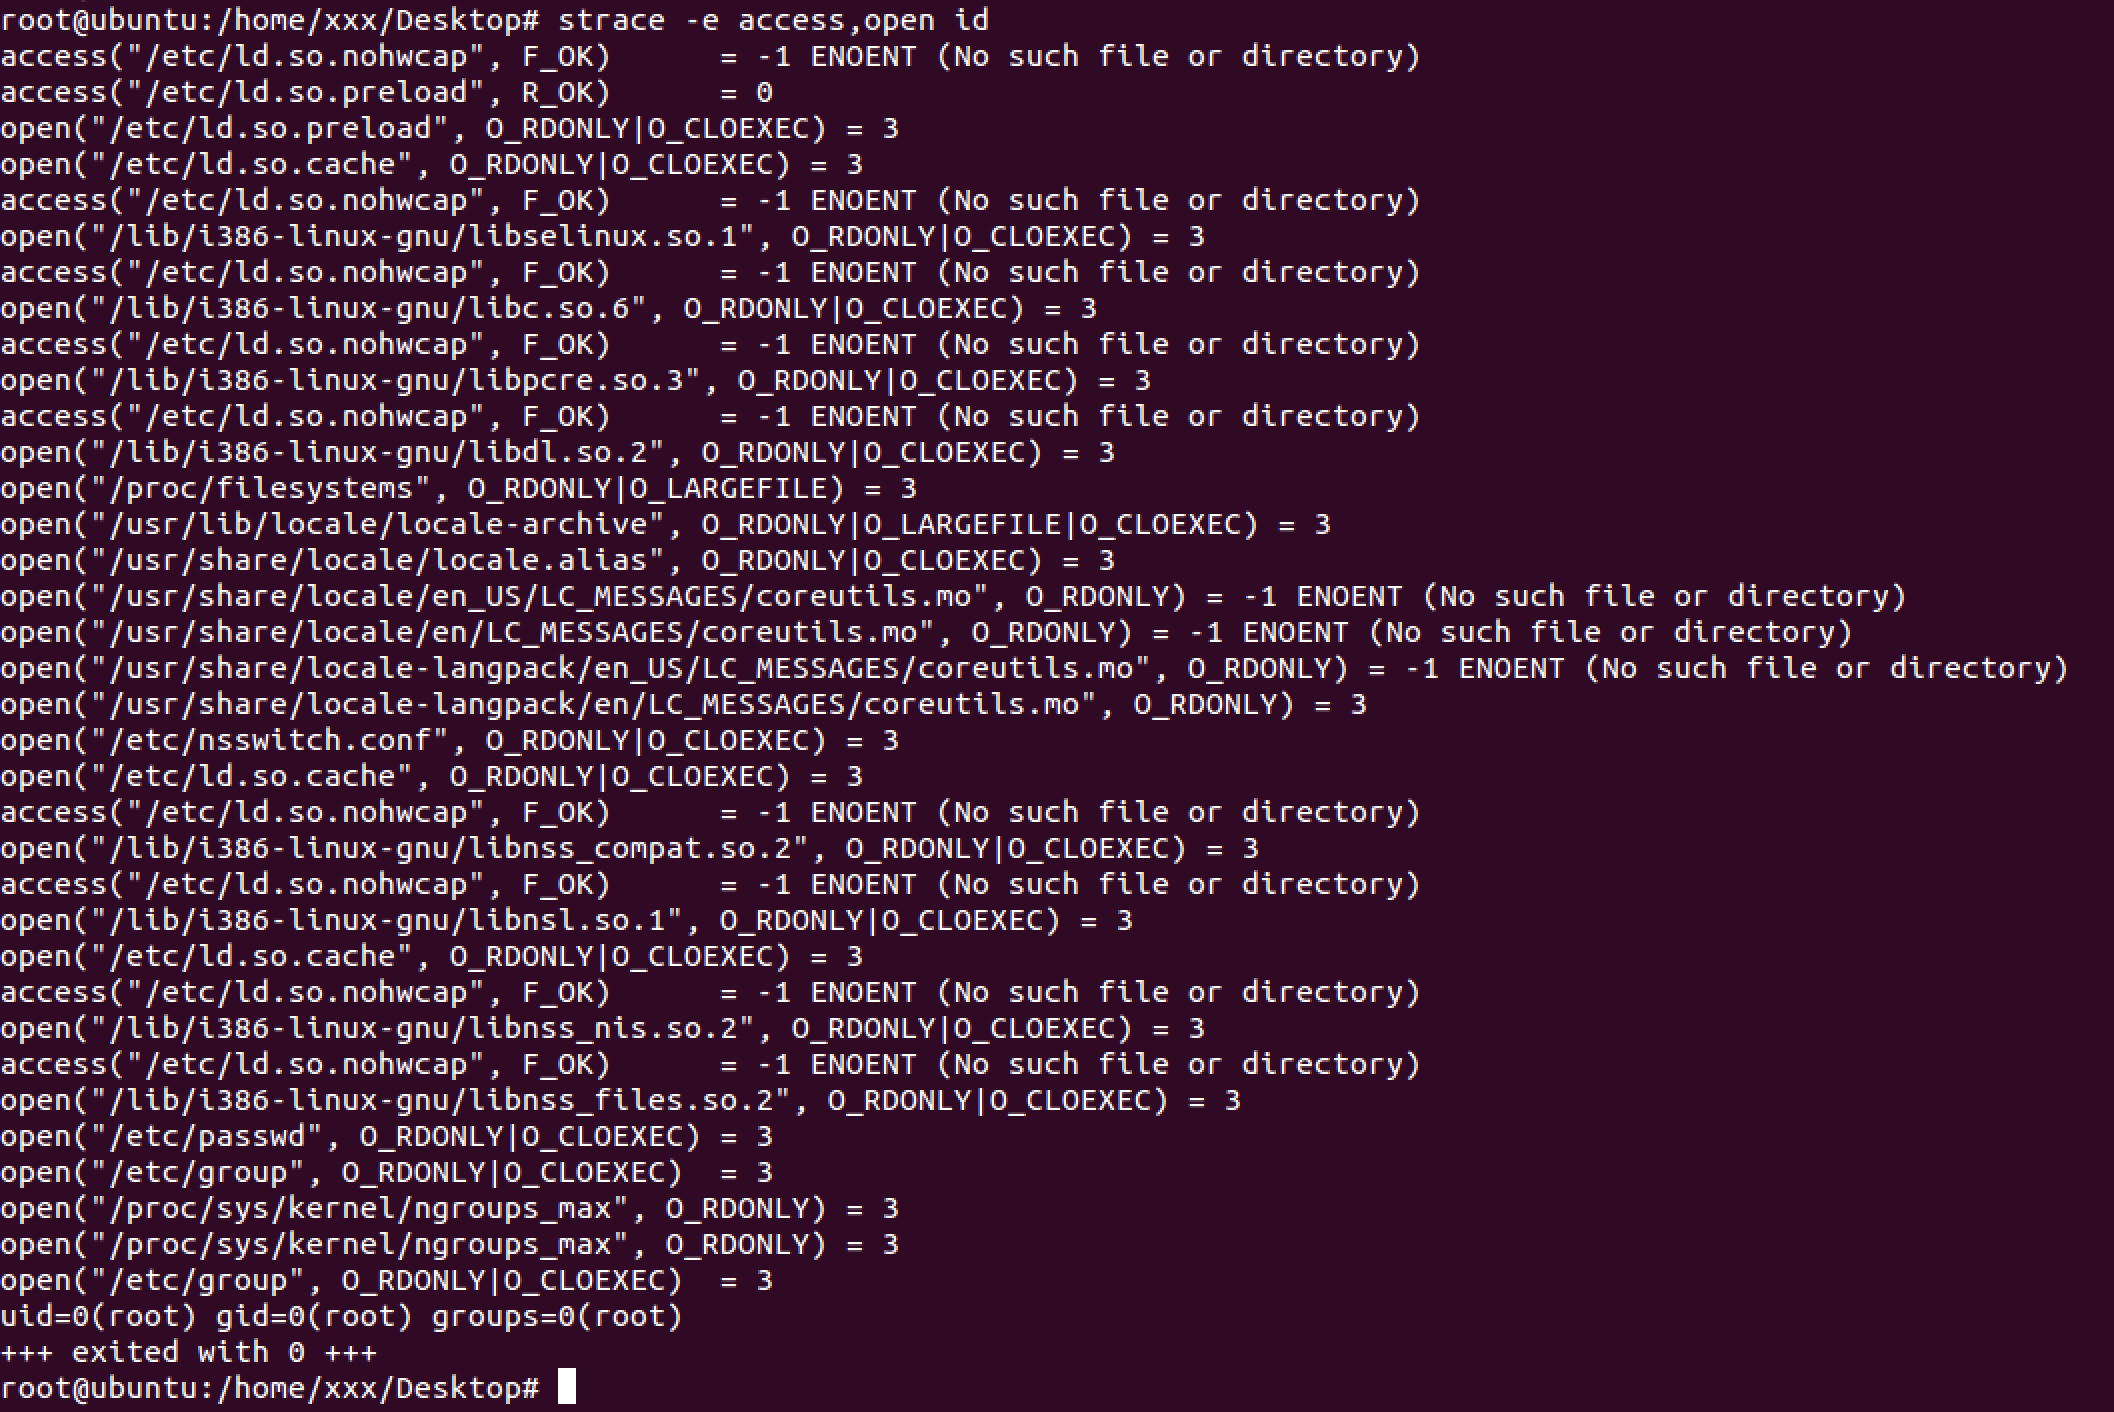 root@ubuntu:/home/xxx/Desktop# strace -e access,open id
access("/etc/ld.so.nohwcap", F_OK)      = -1 ENOENT (No such file or directory)
access("/etc/ld.so.preload", R_OK)      = 0
open("/etc/ld.so.preload", O_RDONLY|O_CLOEXEC) = 3
open("/etc/ld.so.cache", O_RDONLY|O_CLOEXEC) = 3
access("/etc/ld.so.nohwcap", F_OK)      = -1 ENOENT (No such file or directory)
open("/lib/i386-linux-gnu/libselinux.so.1", O_RDONLY|O_CLOEXEC) = 3
access("/etc/ld.so.nohwcap", F_OK)      = -1 ENOENT (No such file or directory)
open("/lib/i386-linux-gnu/libc.so.6", O_RDONLY|O_CLOEXEC) = 3
access("/etc/ld.so.nohwcap", F_OK)      = -1 ENOENT (No such file or directory)
open("/lib/i386-linux-gnu/libpcre.so.3", O_RDONLY|O_CLOEXEC) = 3
access("/etc/ld.so.nohwcap", F_OK)      = -1 ENOENT (No such file or directory)
open("/lib/i386-linux-gnu/libdl.so.2", O_RDONLY|O_CLOEXEC) = 3
open("/proc/filesystems", O_RDONLY|O_LARGEFILE) = 3
open("/usr/lib/locale/locale-archive", O_RDONLY|O_LARGEFILE|O_CLOEXEC) = 3
open("/usr/share/locale/locale.alias", O_RDONLY|O_CLOEXEC) = 3
open("/usr/share/locale/en_US/LC_MESSAGES/coreutils.mo", O_RDONLY) = -1 ENOENT (No such file or directory)
open("/usr/share/locale/en/LC_MESSAGES/coreutils.mo", O_RDONLY) = -1 ENOENT (No such file or directory)
open("/usr/share/locale-langpack/en_US/LC_MESSAGES/coreutils.mo", O_RDONLY) = -1 ENOENT (No such file or directory)
open("/usr/share/locale-langpack/en/LC_MESSAGES/coreutils.mo", O_RDONLY) = 3
open("/etc/nsswitch.conf", O_RDONLY|O_CLOEXEC) = 3
open("/etc/ld.so.cache", O_RDONLY|O_CLOEXEC) = 3
access("/etc/ld.so.nohwcap", F_OK)      = -1 ENOENT (No such file or directory)
open("/lib/i386-linux-gnu/libnss_compat.so.2", O_RDONLY|O_CLOEXEC) = 3
access("/etc/ld.so.nohwcap", F_OK)      = -1 ENOENT (No such file or directory)
open("/lib/i386-linux-gnu/libnsl.so.1", O_RDONLY|O_CLOEXEC) = 3
open("/etc/ld.so.cache", O_RDONLY|O_CLOEXEC) = 3
access("/etc/ld.so.nohwcap", F_OK)      = -1 ENOENT (No such file or directory)
open("/lib/i386-linux-gnu/libnss_nis.so.2", O_RDONLY|O_CLOEXEC) = 3
access("/etc/ld.so.nohwcap", F_OK)      = -1 ENOENT (No such file or directory)
open("/lib/i386-linux-gnu/libnss_files.so.2", O_RDONLY|O_CLOEXEC) = 3
open("/etc/passwd", O_RDONLY|O_CLOEXEC) = 3
open("/etc/group", O_RDONLY|O_CLOEXEC)  = 3
open("/proc/sys/kernel/ngroups_max", O_RDONLY) = 3
open("/proc/sys/kernel/ngroups_max", O_RDONLY) = 3
open("/etc/group", O_RDONLY|O_CLOEXEC)  = 3
uid=0(root) gid=0(root) groups=0(root)
+++ exited with 0 +++
root@ubuntu:/home/xxx/Desktop#